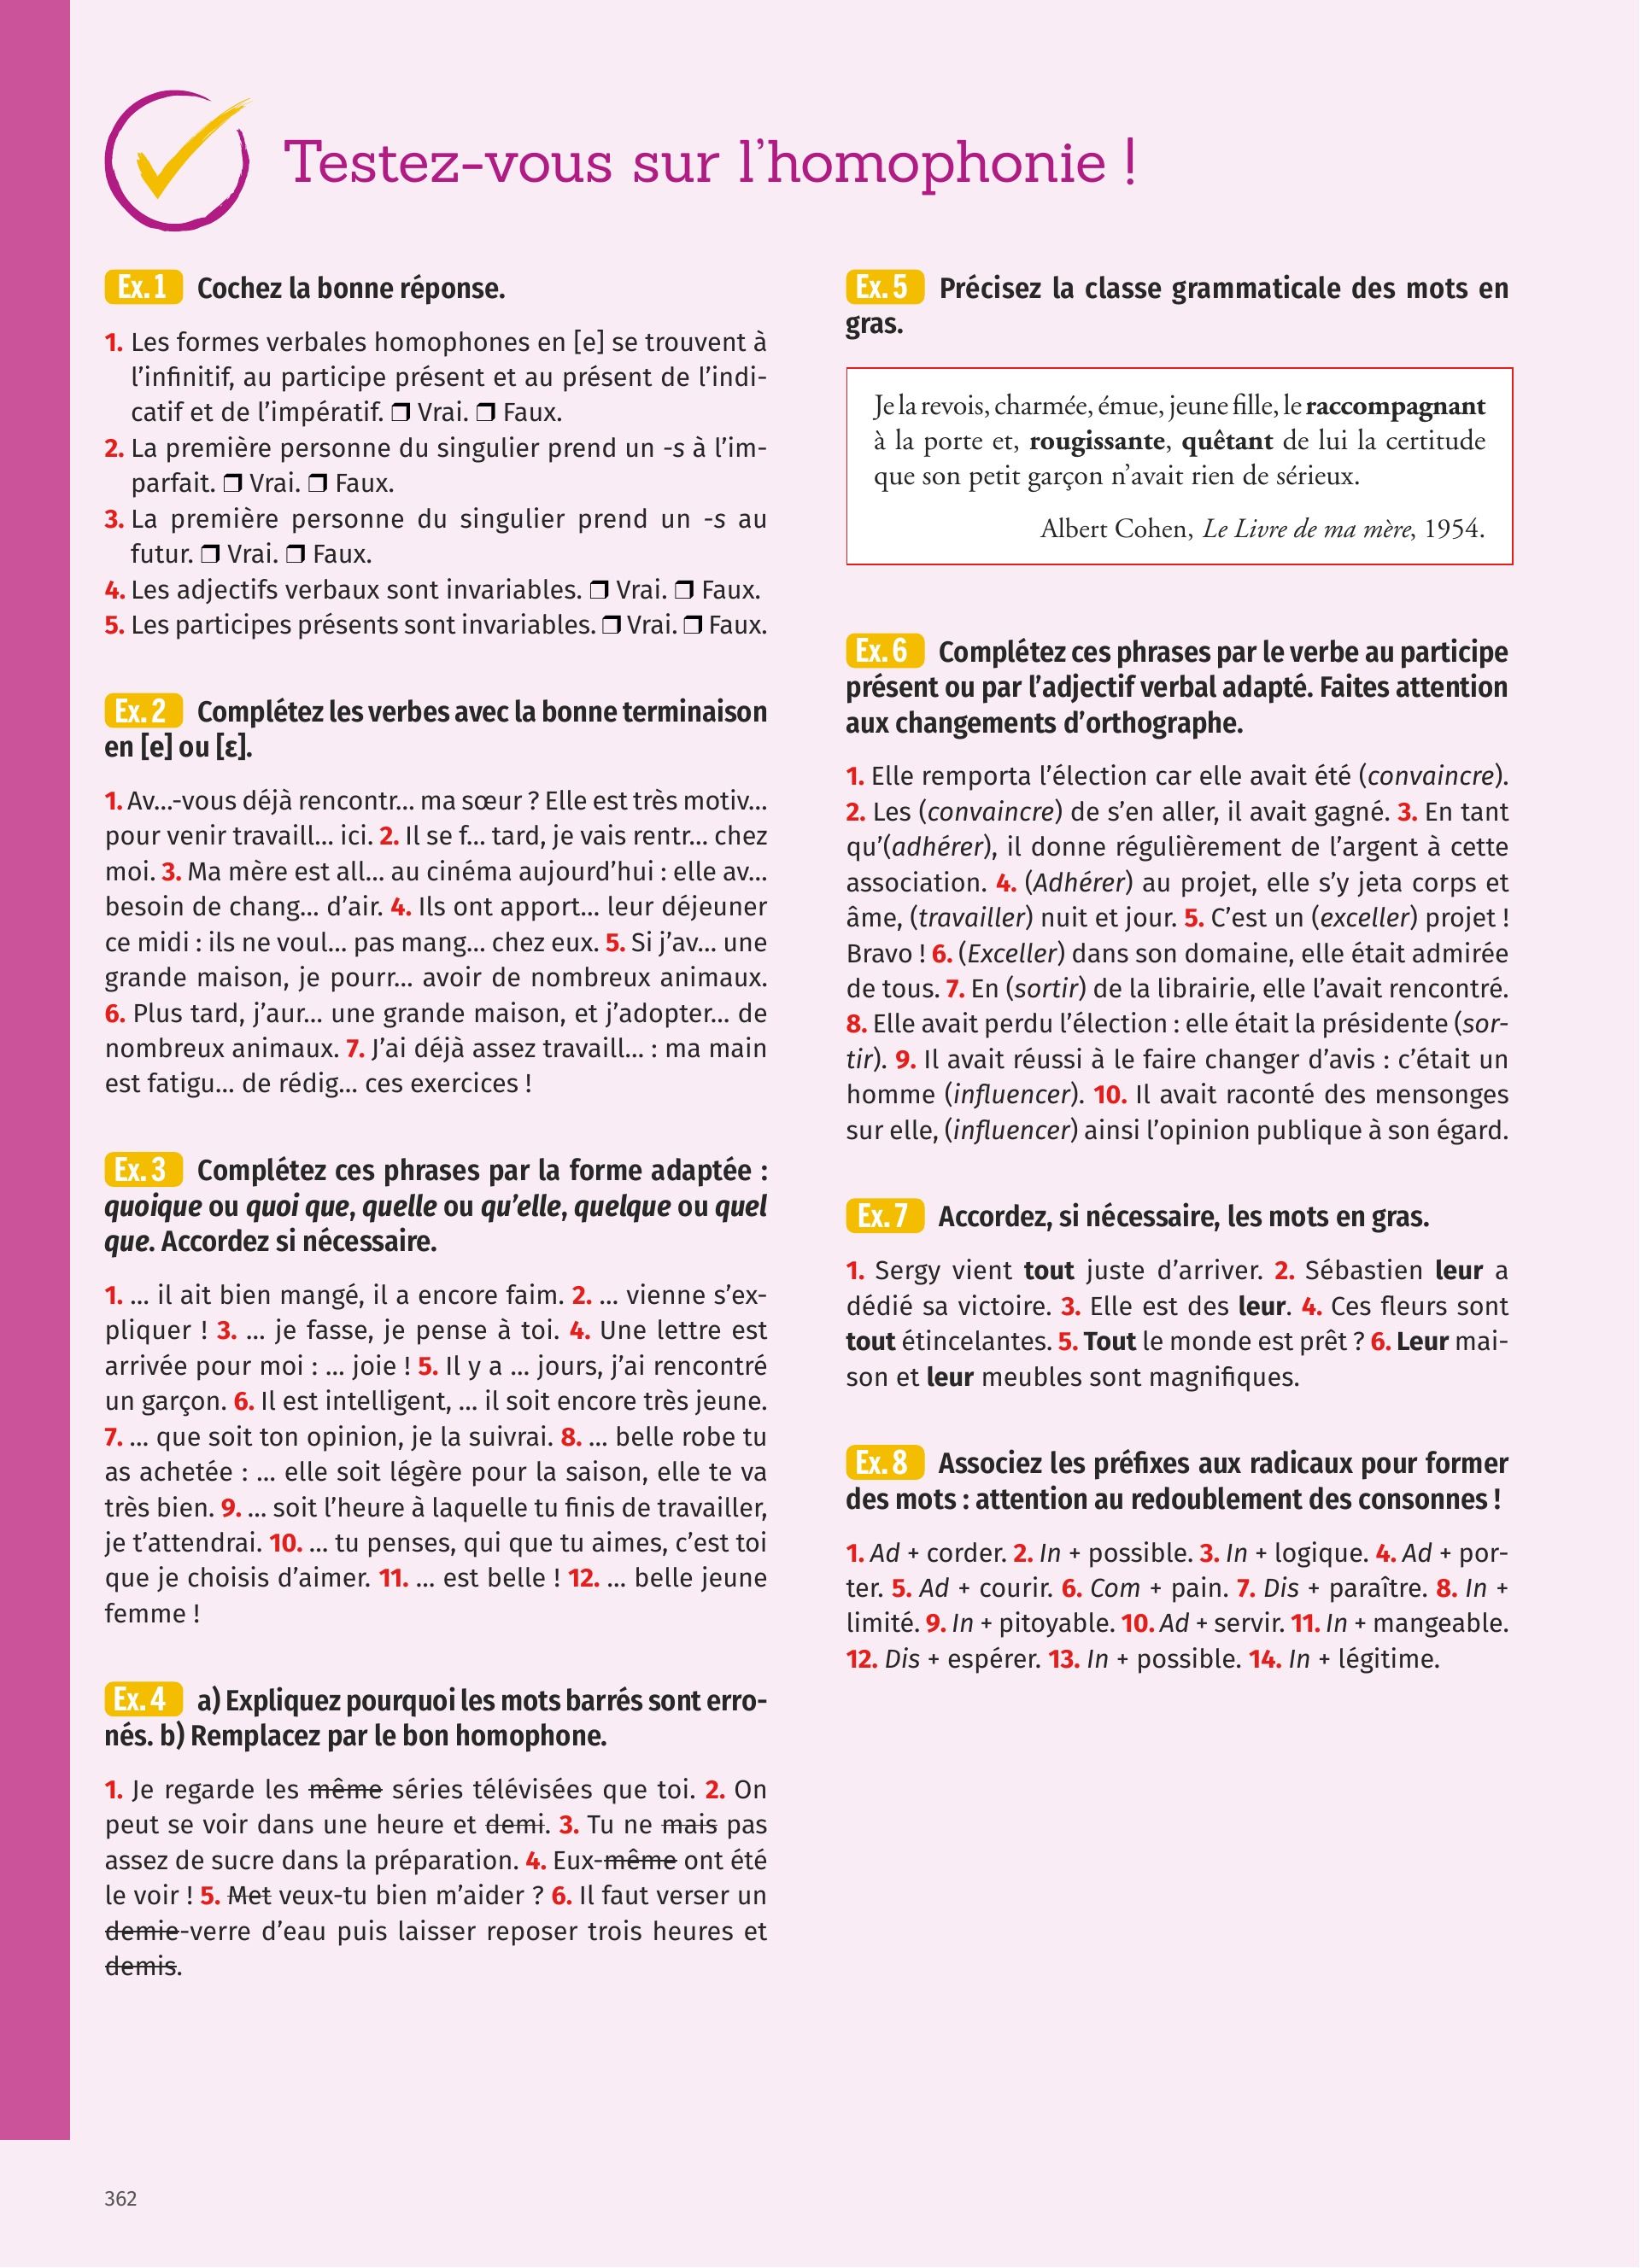 Testez-vous sur l'homophonie !
Ex. 1 Cochez la bonne réponse.
1. Les formes verbales homophones en [e] se trouvent à
l'infinitif, au participe présent et au présent de l'indi-
catif et de l'impératif. ❒ Vrai. ❒ Faux.
2. La première personne du singulier prend un -s à l'im-
parfait. ❒ Vrai. ❒ Faux.
3. La première personne du singulier prend un -s au
futur. ❒ Vrai. ❒ Faux.
4. Les adjectifs verbaux sont invariables. ❒ Vrai. ❒ Faux.
5. Les participes présents sont invariables. ❒ Vrai. ❒ Faux.
Ex. 2 Complétez les verbes avec la bonne terminaison
en [e] ou [ɛ].
1. Av…-vous déjà rencontr… ma sœur ? Elle est très motiv…
pour venir travaill… ici. 2. Il se f… tard, je vais rentr… chez
moi. 3. Ma mère est all… au cinéma aujourd'hui : elle av…
besoin de chang… d'air. 4. Ils ont apport… leur déjeuner
ce midi : ils ne voul… pas mang… chez eux. 5. Si j'av… une
grande maison, je pourr… avoir de nombreux animaux.
6. Plus tard, j'aur… une grande maison, et j'adopter… de
nombreux animaux. 7. J'ai déjà assez travaill… : ma main
est fatigu… de rédig… ces exercices !
Ex. 3 Complétez ces phrases par la forme adaptée :
quoique ou quoi que, quelle ou qu'elle, quelque ou quel
que. Accordez si nécessaire.
1. … il ait bien mangé, il a encore faim. 2. … vienne s'ex-
pliquer ! 3. … je fasse, je pense à toi. 4. Une lettre est
arrivée pour moi : … joie ! 5. Il y a … jours, j'ai rencontré
un garçon. 6. Il est intelligent, … il soit encore très jeune.
7. … que soit ton opinion, je la suivrai. 8. … belle robe tu
as achetée : … elle soit légère pour la saison, elle te va
très bien. 9. … soit l'heure à laquelle tu finis de travailler,
je t'attendrai. 10. … tu penses, qui que tu aimes, c'est toi
que je choisis d'aimer. 11. … est belle ! 12. … belle jeune
femme !
Ex. 4 a) Expliquez pourquoi les mots barrés sont erro-
nés. b) Remplacez par le bon homophone.
1. Je regarde les même séries télévisées que toi. 2. On
peut se voir dans une heure et demi. 3. Tu ne mais pas
assez de sucre dans la préparation. 4. Eux-même ont été
le voir ! 5. Met veux-tu bien m'aider ? 6. Il faut verser un
demie-verre d'eau puis laisser reposer trois heures et
demis.
Ex. 5 Précisez la classe grammaticale des mots en
gras.
Je la revois, charmée, émue, jeune fille, le raccompagnant
à la porte et, rougissante, quêtant de lui la certitude
que son petit garçon n'avait rien de sérieux.
Albert Cohen, Le Livre de ma mère, 1954.
Ex. 6 Complétez ces phrases par le verbe au participe
présent ou par l'adjectif verbal adapté. Faites attention
aux changements d'orthographe.
1. Elle remporta l'élection car elle avait été (convaincre).
2. Les (convaincre) de s'en aller, il avait gagné. 3. En tant
qu'(adhérer), il donne régulièrement de l'argent à cette
association. 4. (Adhérer) au projet, elle s'y jeta corps et
âme, (travailler) nuit et jour. 5. C'est un (exceller) projet !
Bravo ! 6. (Exceller) dans son domaine, elle était admirée
de tous. 7. En (sortir) de la librairie, elle l'avait rencontré.
8. Elle avait perdu l'élection : elle était la présidente (sor-
tir). 9. Il avait réussi à le faire changer d'avis : c'était un
homme (influencer). 10. Il avait raconté des mensonges
sur elle, (influencer) ainsi l'opinion publique à son égard.
Ex. 7 Accordez, si nécessaire, les mots en gras.
1. Sergy vient tout juste d'arriver. 2. Sébastien leur a
dédié sa victoire. 3. Elle est des leur. 4. Ces fleurs sont
tout étincelantes. 5. Tout le monde est prêt ? 6. Leur mai-
son et leur meubles sont magnifiques.
Ex. 8 Associez les préfixes aux radicaux pour former
des mots : attention au redoublement des consonnes !
1. Ad + corder. 2. In + possible. 3. In + logique. 4. Ad + por-
ter. 5. Ad + courir. 6. Com + pain. 7. Dis + paraître. 8. In +
limité. 9. In + pitoyable. 10. Ad + servir. 11. In + mangeable.
12. Dis + espérer. 13. In + possible. 14. In + légitime.
362